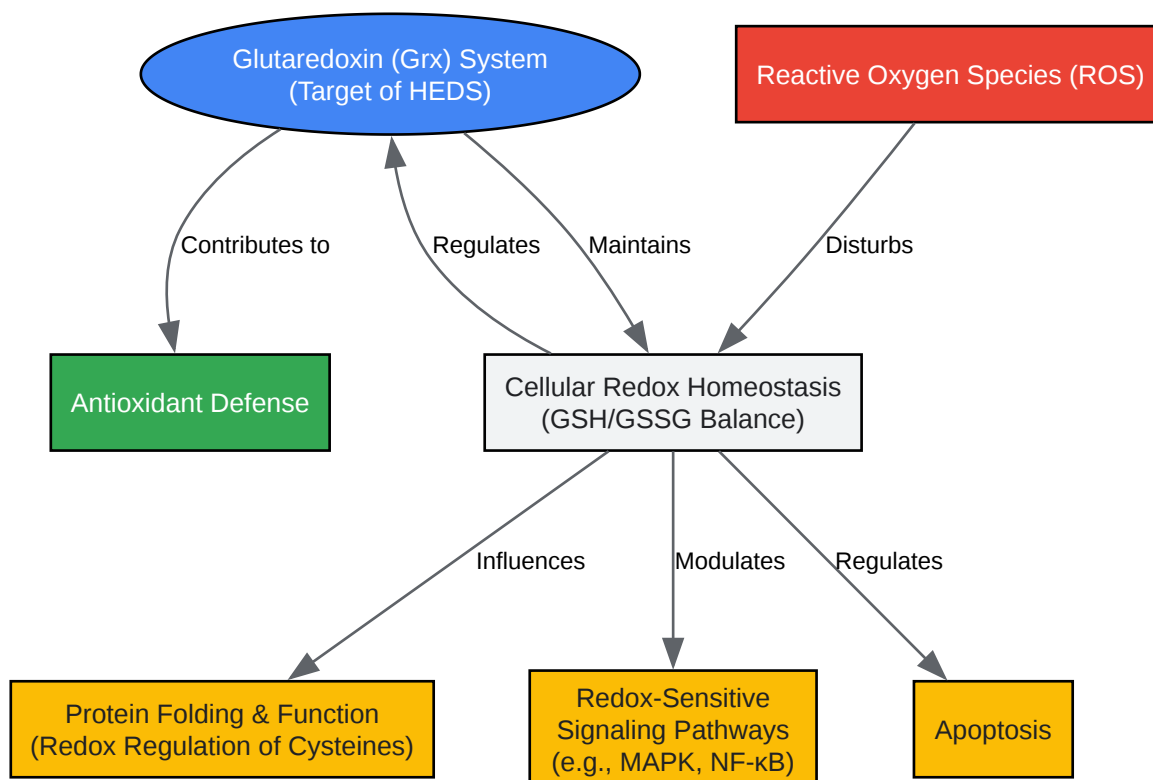 Glutaredoxin (Grx) System
(Target of HEDS)
Reactive Oxygen Species (ROS)
Contributes to
Regulates
Maintains
Disturbs
Antioxidant Defense
Cellular Redox Homeostasis
(GSH/GSSG Balance)
Influences
Modulates
Regulates
Protein Folding & Function
(Redox Regulation of Cysteines)
Redox-Sensitive
Signaling Pathways
(e.g., MAPK, NF-κB)
Apoptosis